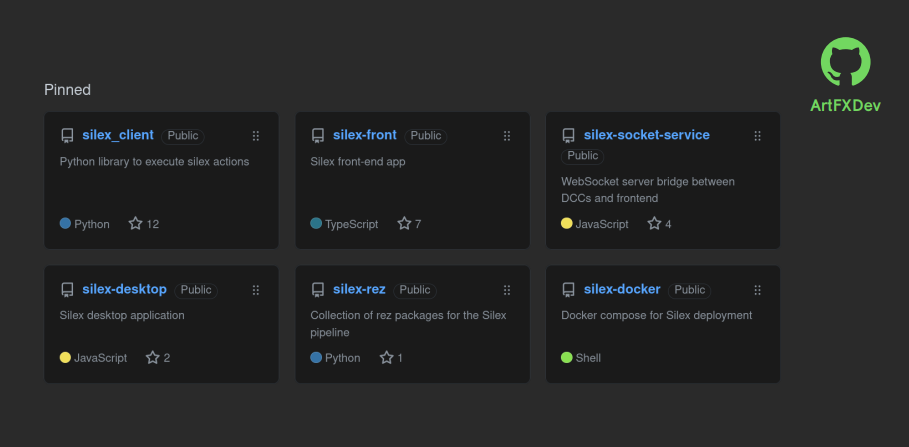 Pinned
ArtFXDev
silex_client Public
Python library to execute silex actions
Python 12
silex-front Public
Silex front-end app
TypeScript 7
silex-socket-service
Public
WebSocket server bridge between
DCCs and frontend
JavaScript 4
silex-desktop Public
Silex desktop application
JavaScript 2
silex-rez Public
Collection of rez packages for the Silex
pipeline
Python 1
silex-docker Public
Docker compose for Silex deployment
Shell